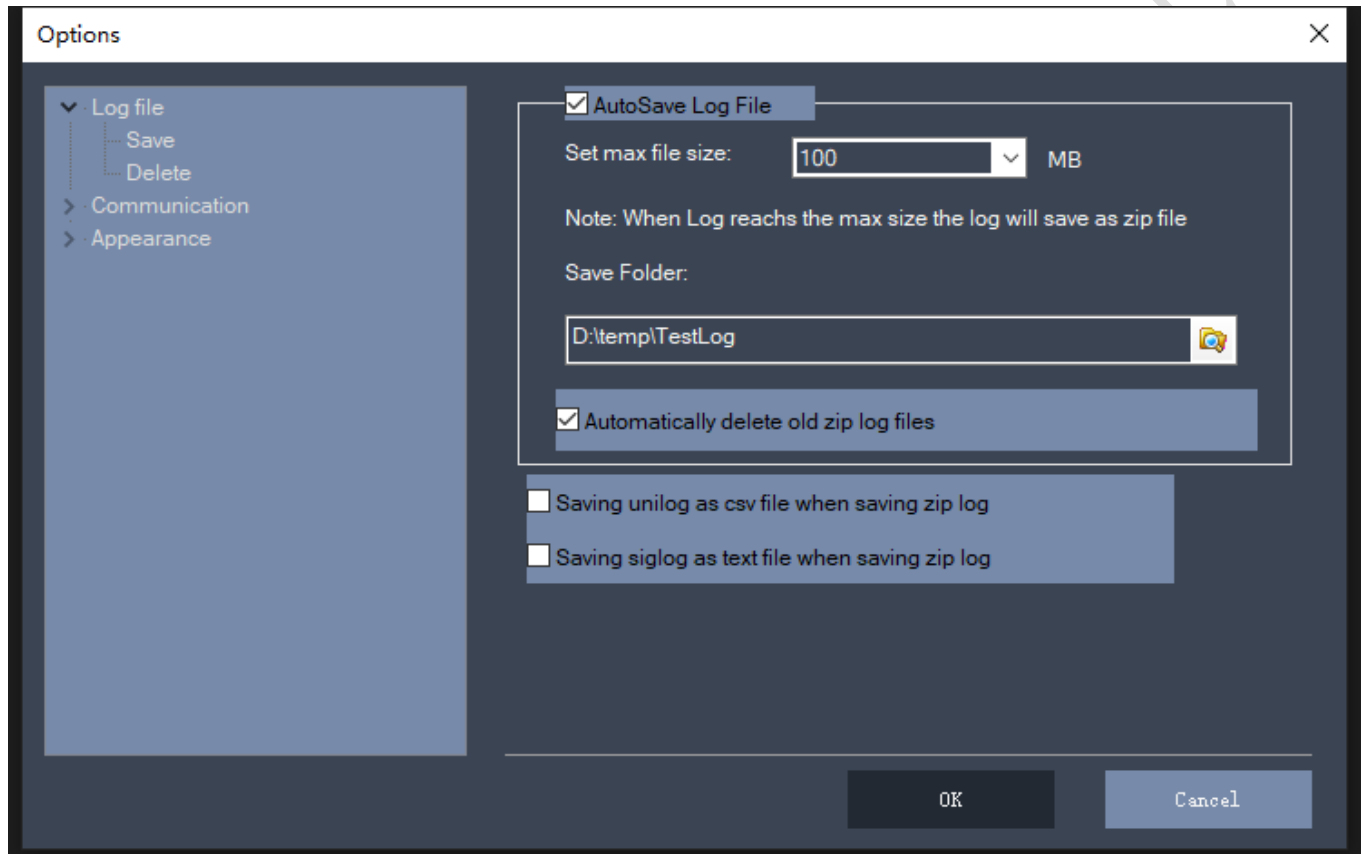 Options
Log file
Save
Delete
Communication
Appearance
AutoSave Log File
Set max file size:
100
MB
Note: When Log reachs the max size the log will save as zip file
Save Folder:
D:\temp\TestLog
Automatically delete old zip log files
Saving unilog as csv file when saving zip log
Saving siglog as text file when saving zip log
OK
Cancel